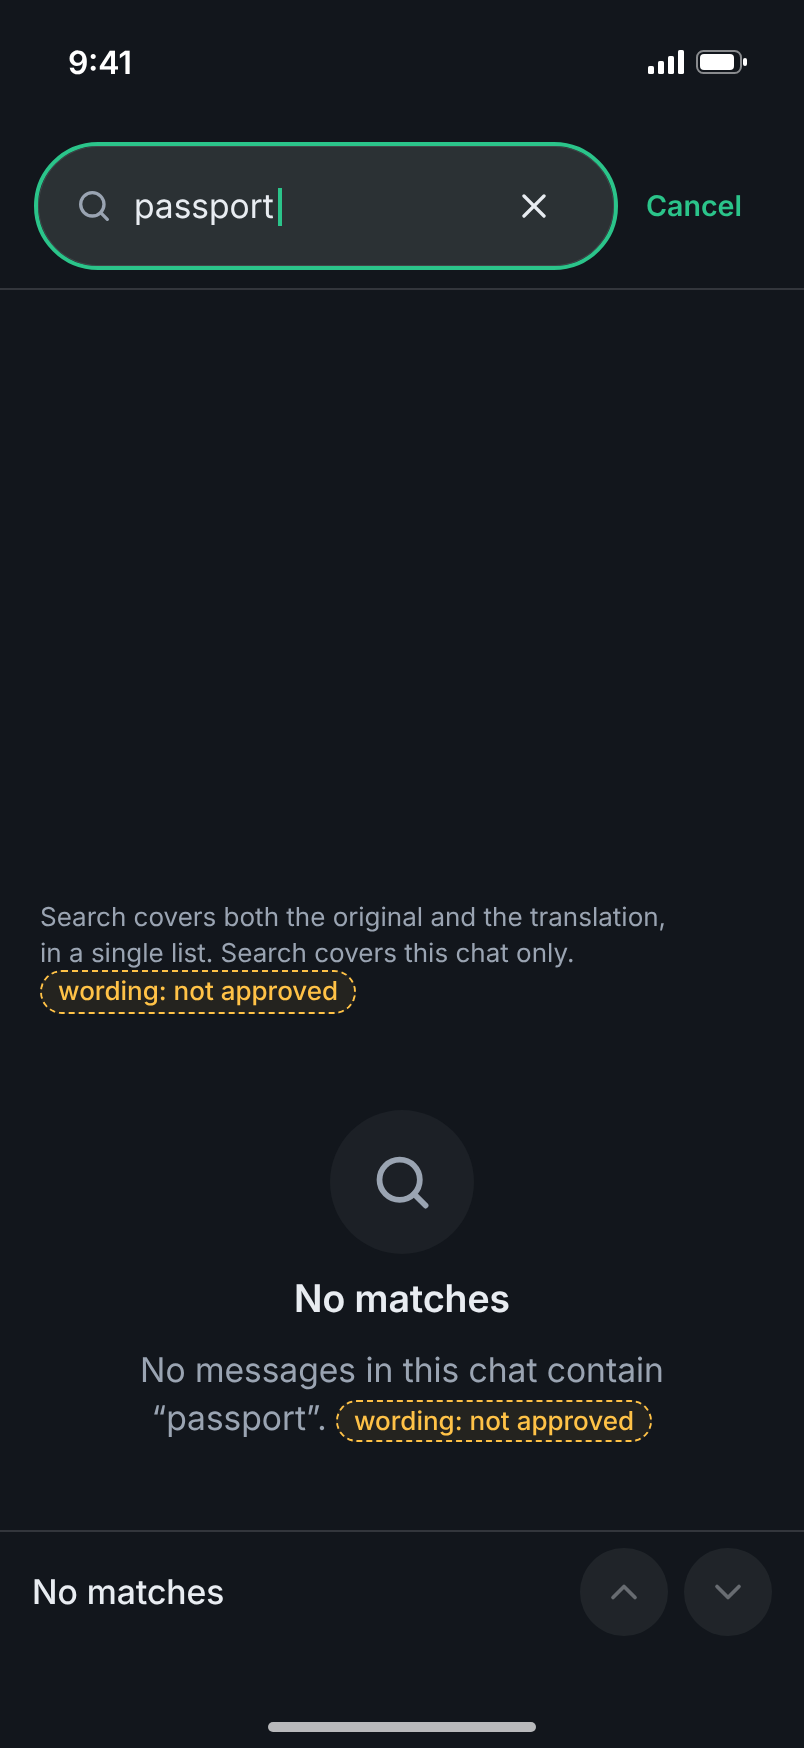 9:41
passport
Cancel
Search covers both the original and the translation,
in a single list. Search covers this chat only.
wording: not approved
No matches
No messages in this chat contain
“passport”. wording: not approved
No matches